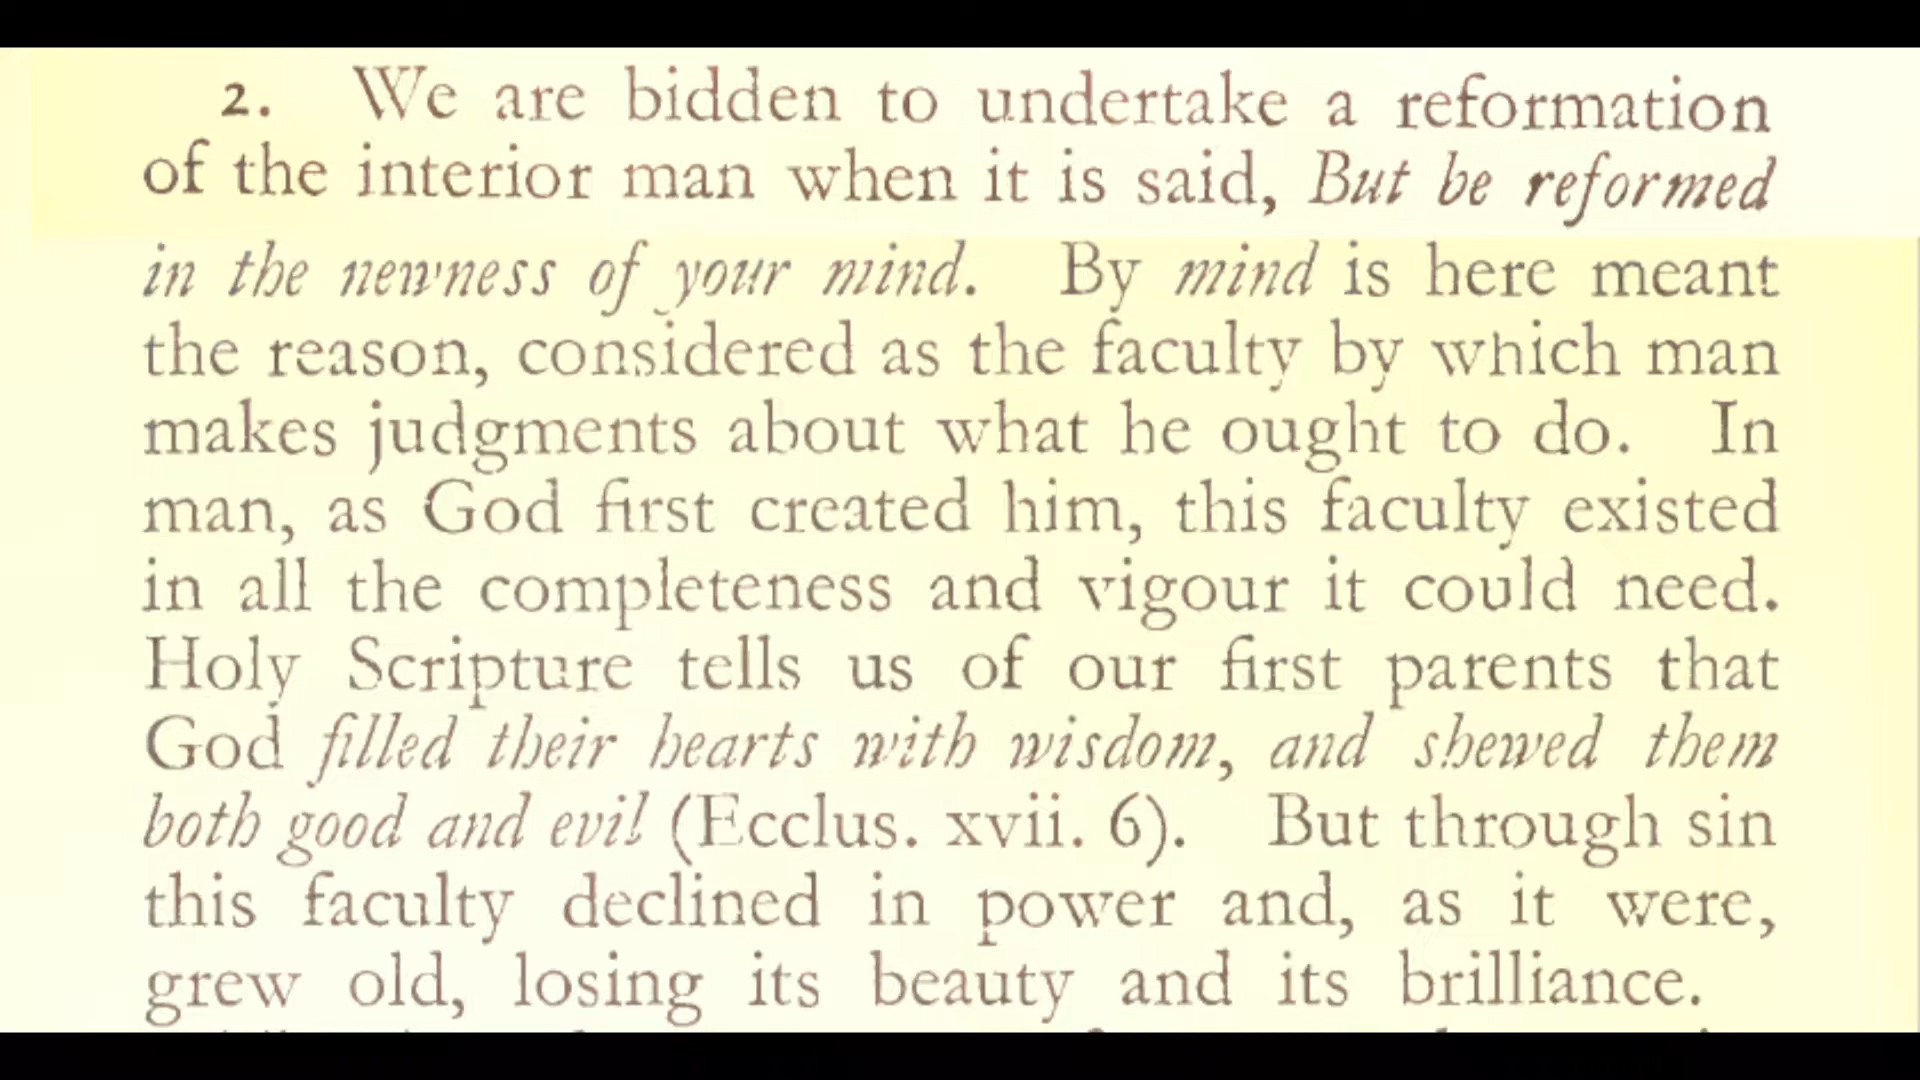 2. We are bidden to undertake a reformation
of the interior man when it is said, But be reformed
in the newness of your mind. By mind is here meant
the reason, considered as the faculty by which man
makes judgments about what he ought to do. In
man, as God first created him, this faculty existed
in all the completeness and vigour it could need.
Holy Scripture tells us of our first parents that
God filled their hearts with wisdom, and shewed them
both good and evil (Ecclus. xvii. 6). But through sin
this faculty declined in power and, as it were,
grew old, losing its beauty and its brilliance.